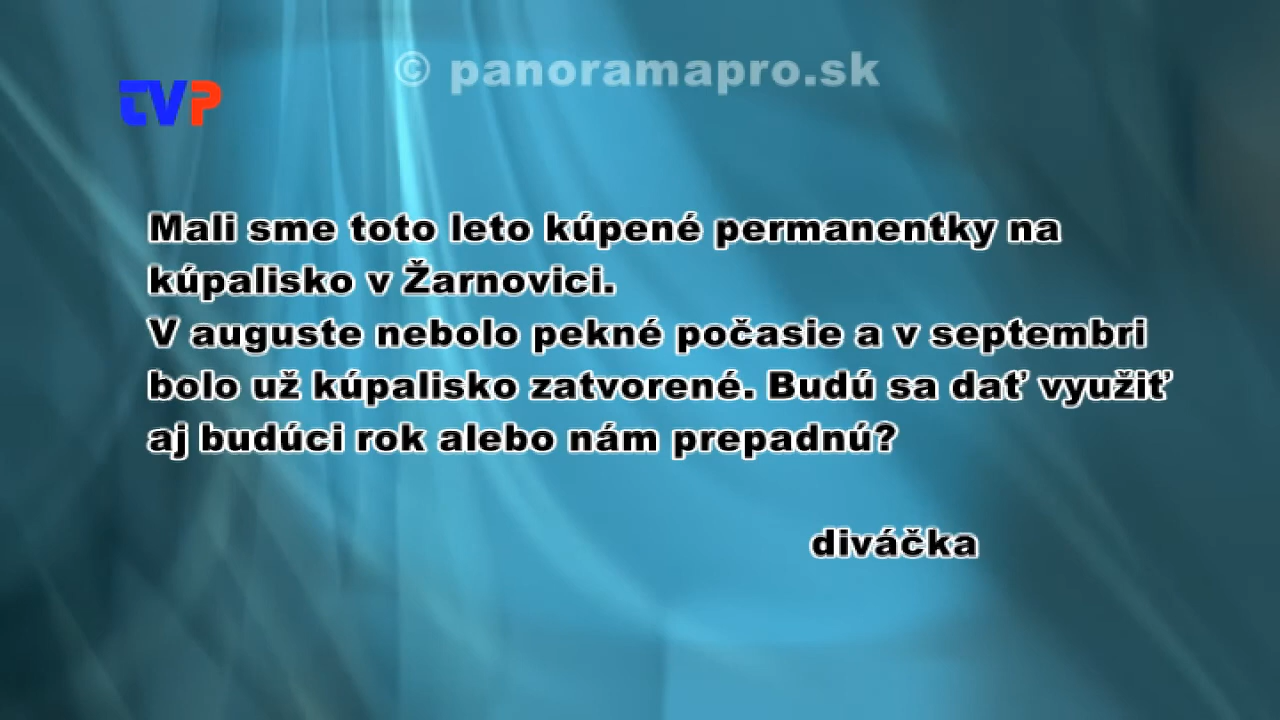 © panoramapro.sk
TVP
Mali sme toto leto kúpené permanentky na
kúpalisko v Žarnovici.
V auguste nebolo pekné počasie a v septembri
bolo už kúpalisko zatvorené. Budú sa dať využiť
aj budúci rok alebo nám prepadnú?
diváčka